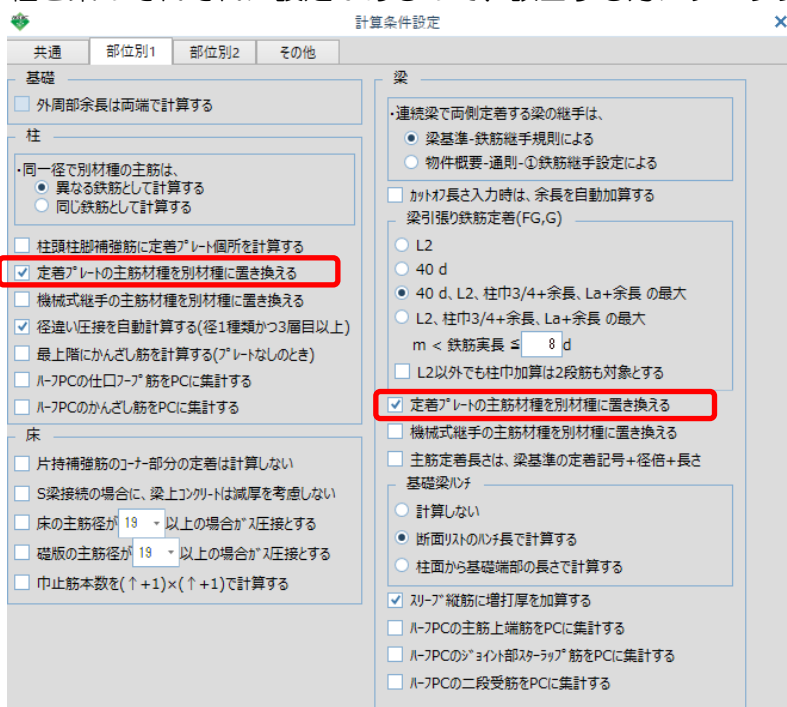 計算条件設定
共通 部位別1 部位別2 その他
基礎
外周部余長は両端で計算する
柱
・同一径で別材種の主筋は、
異なる鉄筋として計算する
同じ鉄筋として計算する
柱頭柱脚補強筋に定着ﾌﾟﾚｰﾄ個所を計算する
定着ﾌﾟﾚｰﾄの主筋材種を別材種に置き換える
機械式継手の主筋材種を別材種に置き換える
径違い圧接を自動計算する(径1種類かつ3層目以上)
最上階にかんざし筋を計算する(ﾌﾟﾚｰﾄなしのとき)
ﾊｰﾌPCの仕口ﾌｰﾌﾟ筋をPCに集計する
ﾊｰﾌPCのかんざし筋をPCに集計する
床
片持補強筋のｺｰﾅｰ部分の定着は計算しない
S梁接続の場合に、梁上ｺﾝｸﾘｰﾄは減厚を考慮しない
床の主筋径が 19 以上の場合ｶﾞｽ圧接とする
礎版の主筋径が 19 以上の場合ｶﾞｽ圧接とする
巾止筋本数を(↑+1)×(↑+1)で計算する
梁
・連続梁で両側定着する梁の継手は、
梁基準-鉄筋継手規則による
物件概要-通則-①鉄筋継手設定による
ｶｯﾄｵﾌ長さ入力時は、余長を自動加算する
梁引張り鉄筋定着(FG,G)
L2
40 d
40 d、L2、柱巾3/4+余長、La+余長 の最大
L2、柱巾3/4+余長、La+余長 の最大
m < 鉄筋実長 ≦ 8 d
L2以外でも柱巾加算は2段筋も対象とする
定着ﾌﾟﾚｰﾄの主筋材種を別材種に置き換える
機械式継手の主筋材種を別材種に置き換える
主筋定着長さは、梁基準の定着記号+径倍+長さ
基礎梁ﾊﾝﾁ
計算しない
断面ﾘｽﾄのﾊﾝﾁ長で計算する
柱面から基礎端部の長さで計算する
ｽﾘｰﾌﾞ縦筋に増打厚を加算する
ﾊｰﾌPCの主筋上端筋をPCに集計する
ﾊｰﾌPCのｼﾞｮｲﾝﾄ部ｽﾀｰﾗｯﾌﾟ筋をPCに集計する
ﾊｰﾌPCの二段受筋をPCに集計する